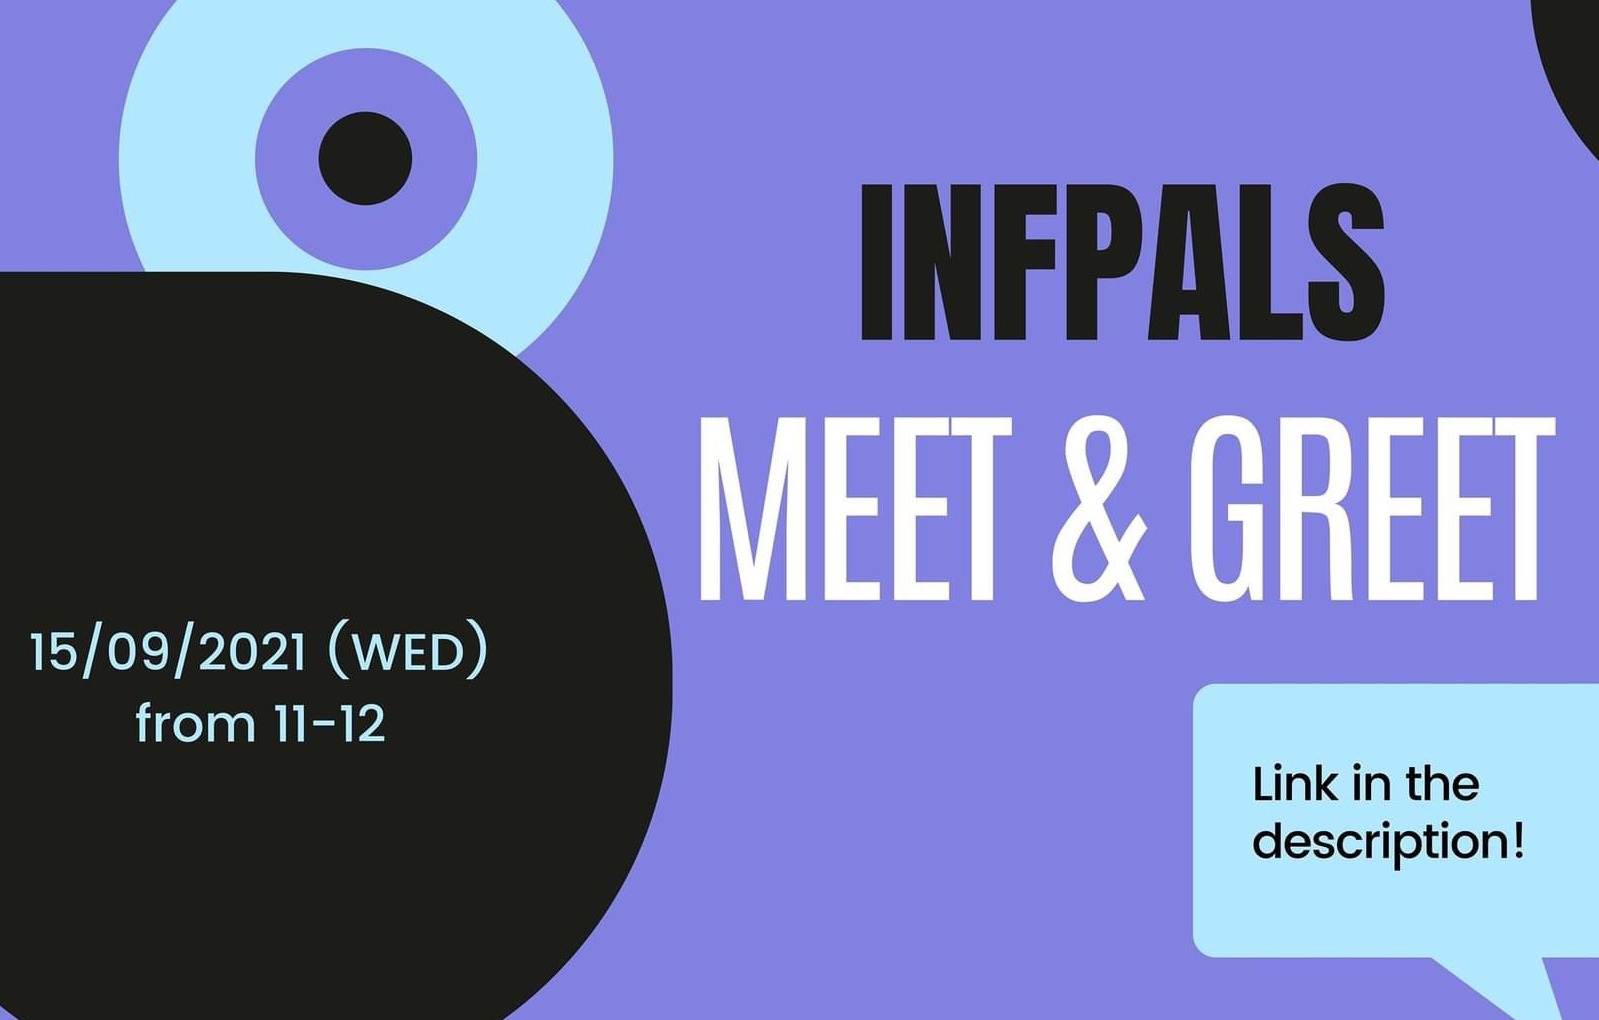 INFPALS
MEET & GREET
15/09/2021 (WED)
from 11-12
Link in the
description!